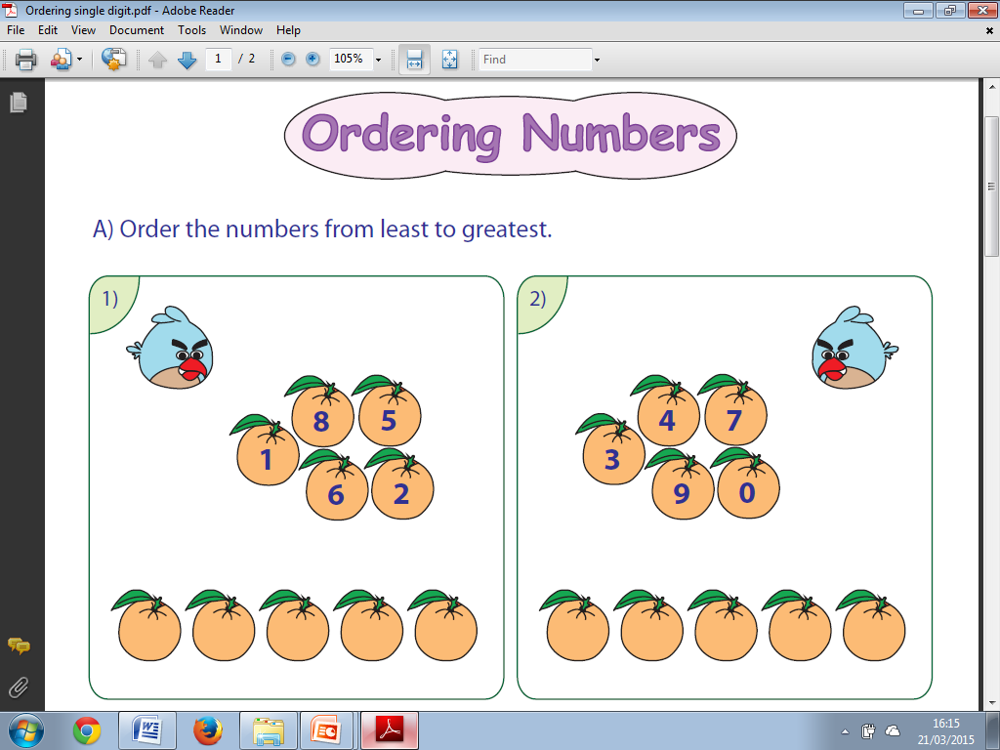 Ordering single digit.pdf - Adobe Reader
File Edit View Document Tools Window Help
1 / 2 105% Find
Ordering Numbers
A) Order the numbers from least to greatest.
1)
8 5
1
6 2
2)
4 7
3
9 0
16:15
21/03/2015